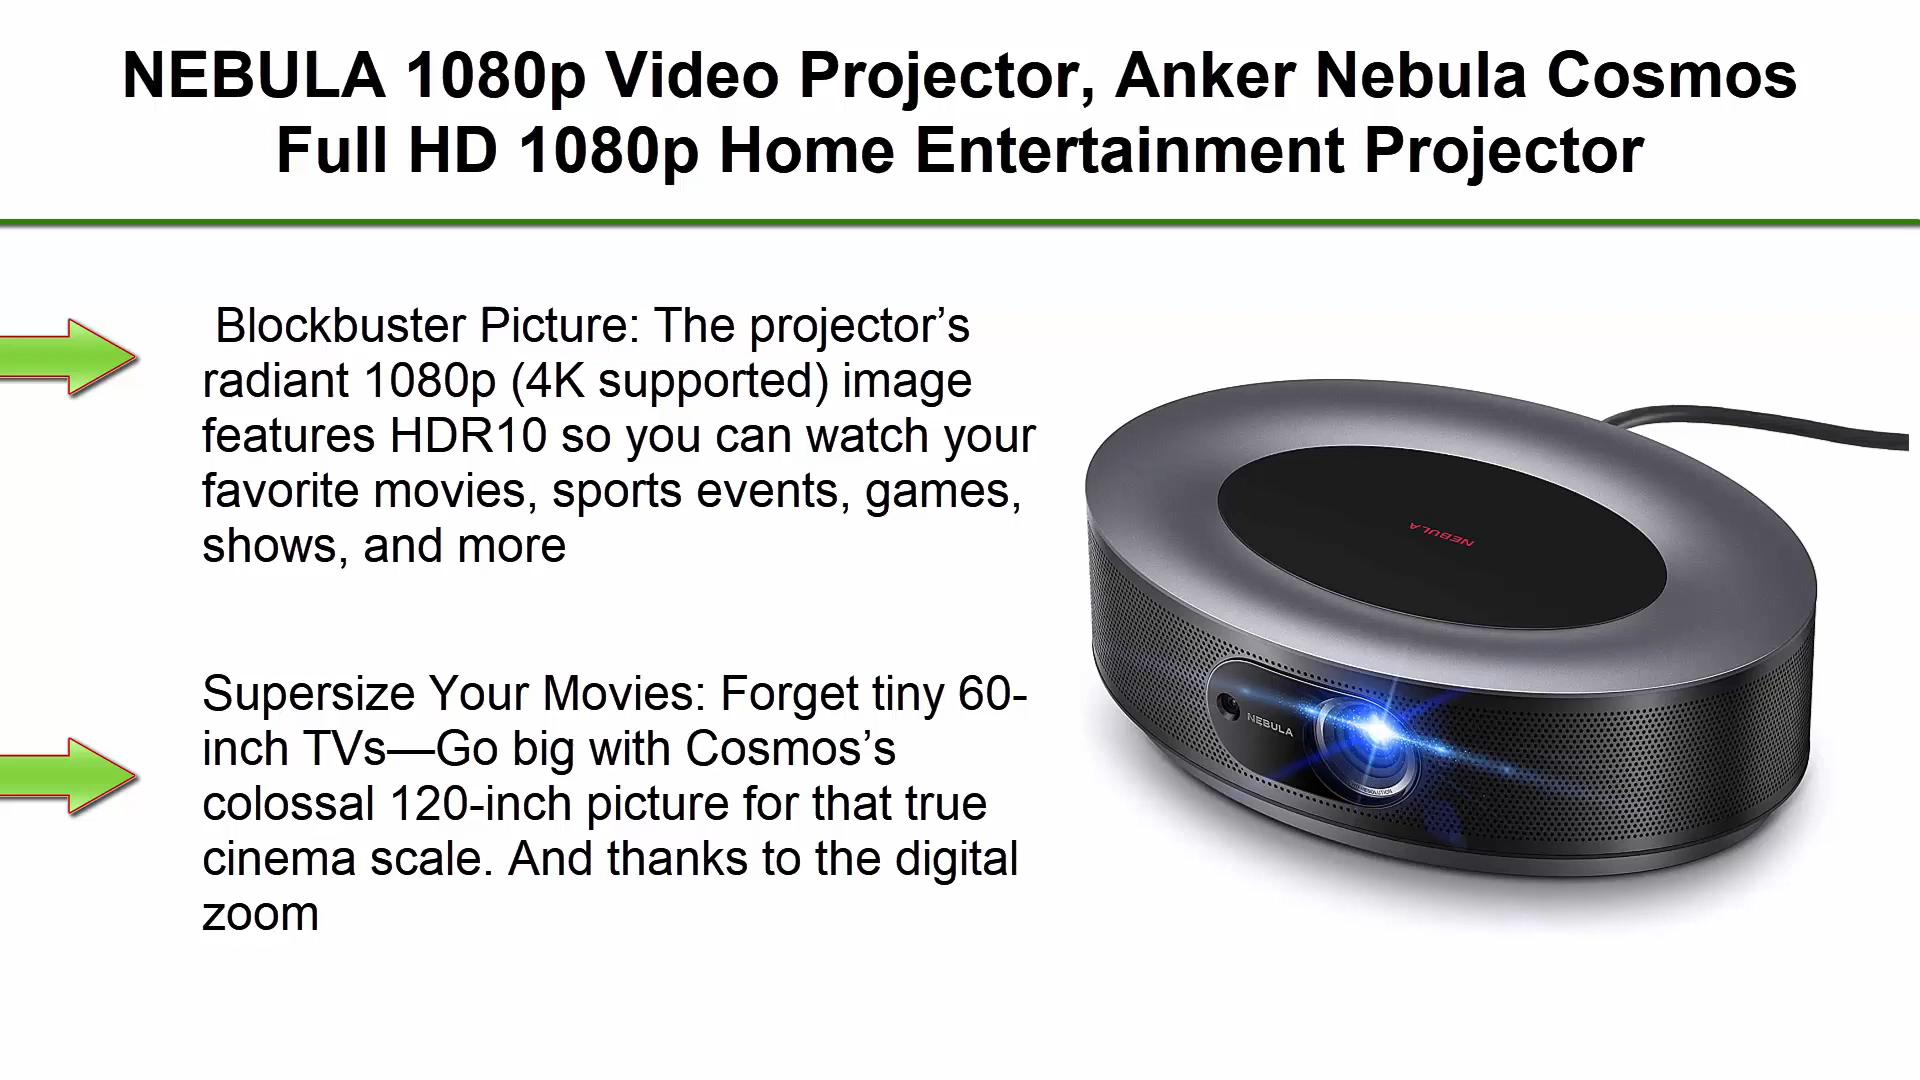 NEBULA 1080p Video Projector, Anker Nebula Cosmos
Full HD 1080p Home Entertainment Projector
Blockbuster Picture: The projector’s
radiant 1080p (4K supported) image
features HDR10 so you can watch your
favorite movies, sports events, games,
shows, and more
Supersize Your Movies: Forget tiny 60-
inch TVs—Go big with Cosmos’s
colossal 120-inch picture for that true
cinema scale. And thanks to the digital
zoom
NEBULA
NEBULA